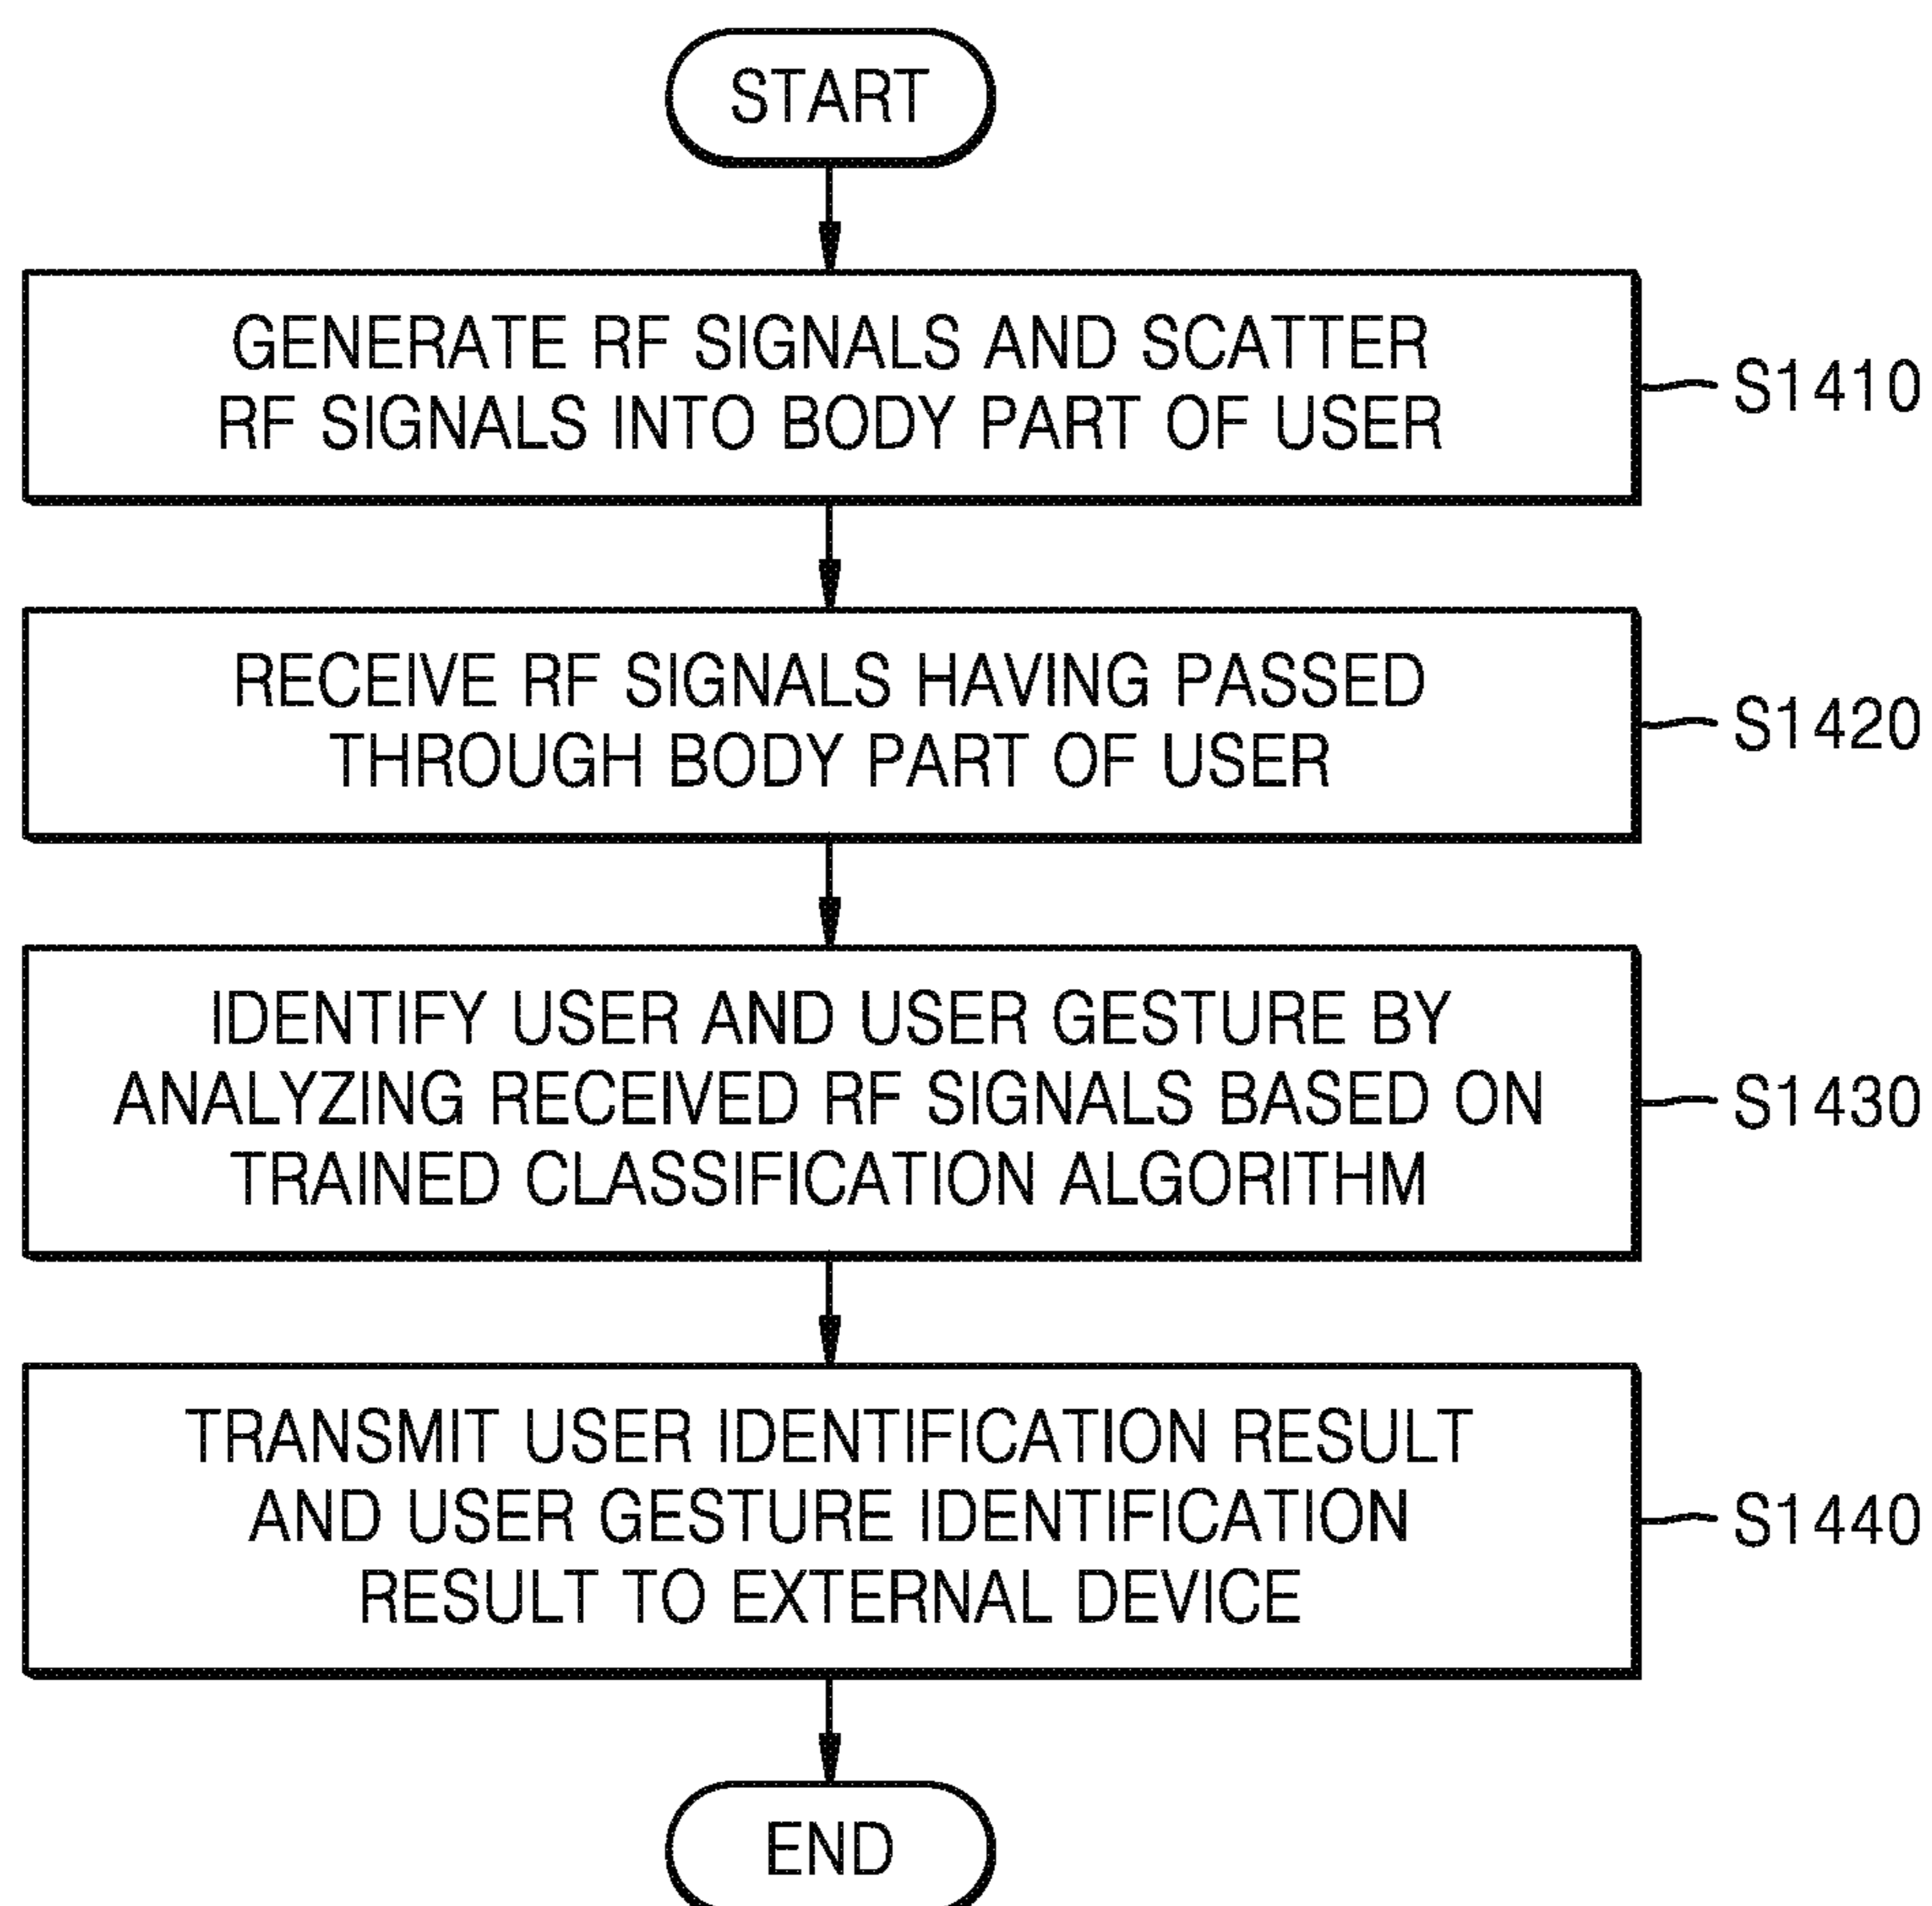 START
GENERATE RF SIGNALS AND SCATTER
RF SIGNALS INTO BODY PART OF USER
S1410
RECEIVE RF SIGNALS HAVING PASSED
THROUGH BODY PART OF USER
S1420
IDENTIFY USER AND USER GESTURE BY
ANALYZING RECEIVED RF SIGNALS BASED ON
TRAINED CLASSIFICATION ALGORITHM
S1430
TRANSMIT USER IDENTIFICATION RESULT
AND USER GESTURE IDENTIFICATION
RESULT TO EXTERNAL DEVICE
S1440
END